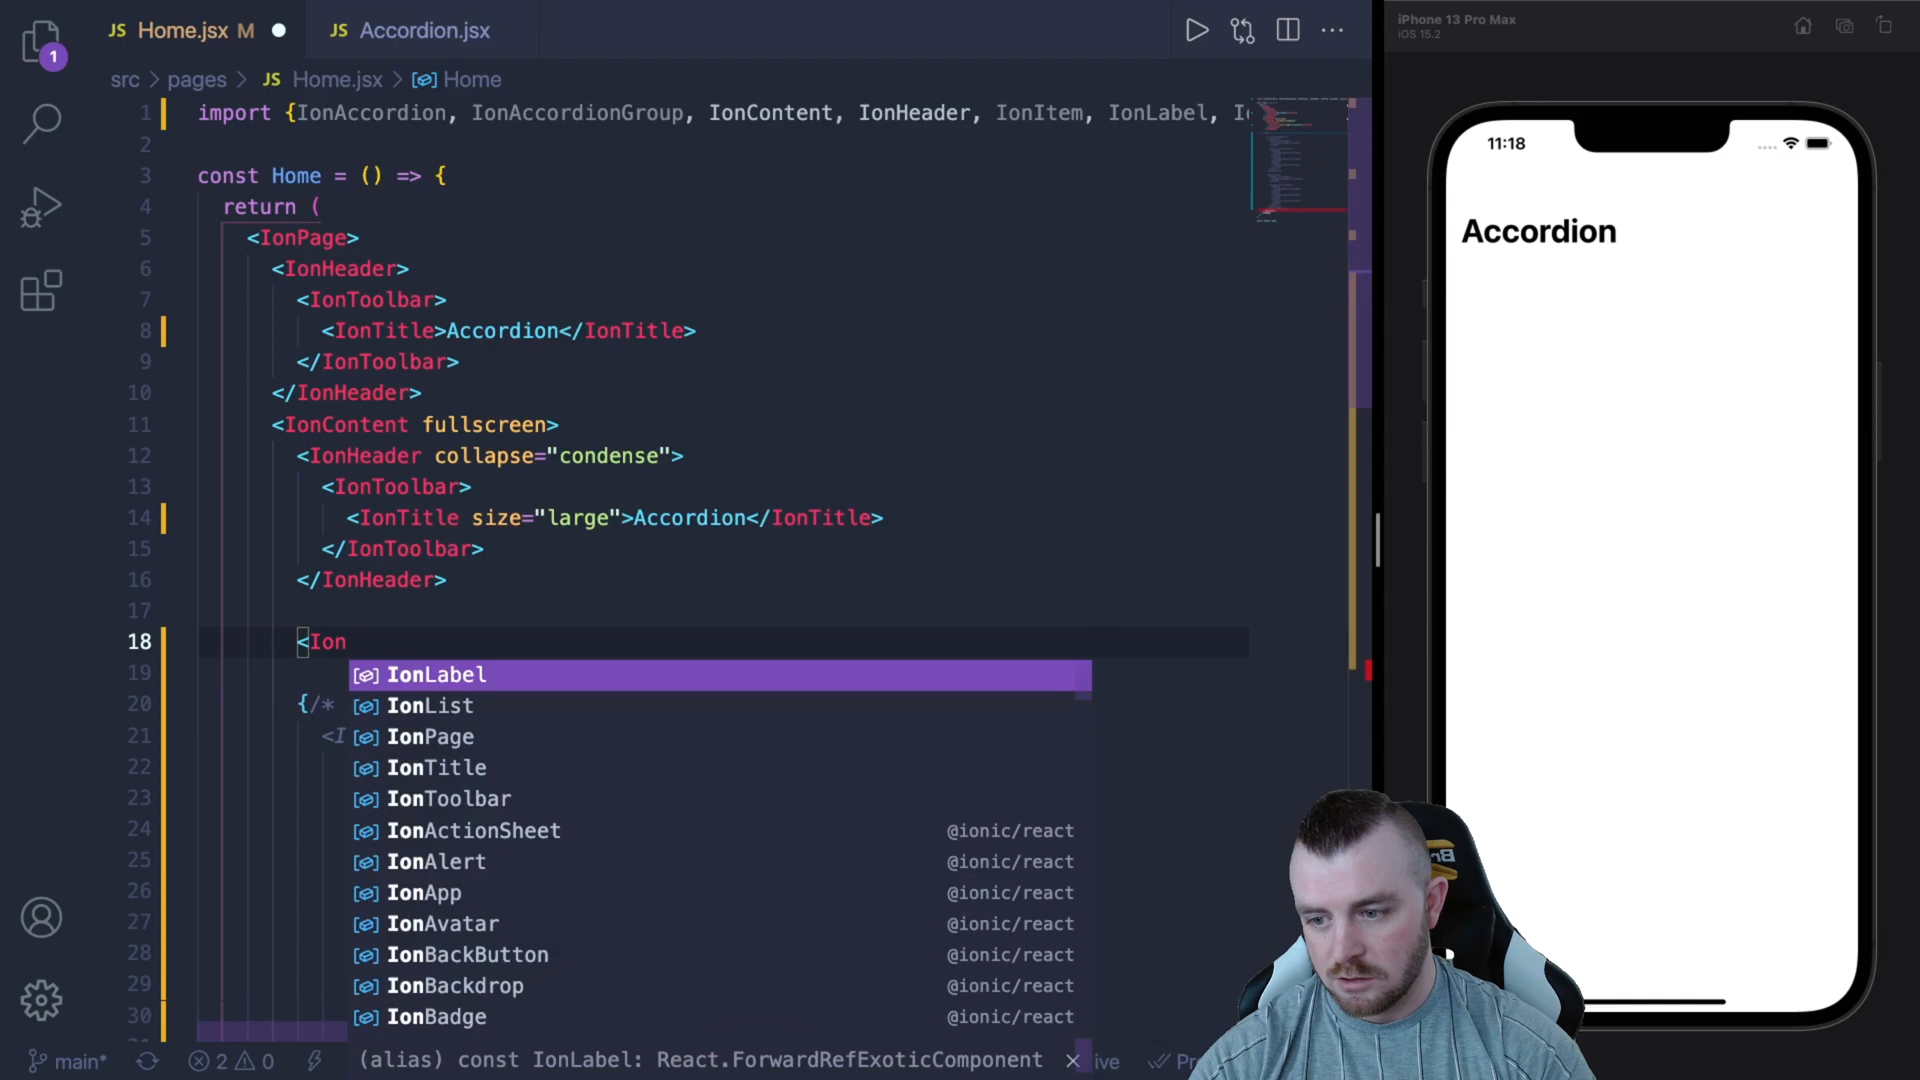 JS Home.jsx M
JS Accordion.jsx
1
src > pages > JS Home.jsx > Home
1 import {IonAccordion, IonAccordionGroup, IonContent, IonHeader, IonItem, IonLabel,
2
3 const Home = () => {
4 return (
5 <IonPage>
6 <IonHeader>
7 <IonToolbar>
8 <IonTitle>Accordion</IonTitle>
9 </IonToolbar>
10 </IonHeader>
11 <IonContent fullscreen>
12 <IonHeader collapse="condense">
13 <IonToolbar>
14 <IonTitle size="large">Accordion</IonTitle>
15 </IonToolbar>
16 </IonHeader>
17
18 <Ion
19 IonLabel
20 {/* IonList
21 <I IonPage
22 IonTitle
23 IonToolbar
24 IonActionSheet @ionic/react
25 IonAlert @ionic/react
26 IonApp @ionic/react
27 IonAvatar @ionic/react
28 IonBackButton @ionic/react
29 IonBackdrop @ionic/react
30 IonBadge @ionic/react
main* 2 0 (alias) const IonLabel: React.ForwardRefExoticComponent × ive
iPhone 13 Pro Max
iOS 15.2
11:18
Accordion